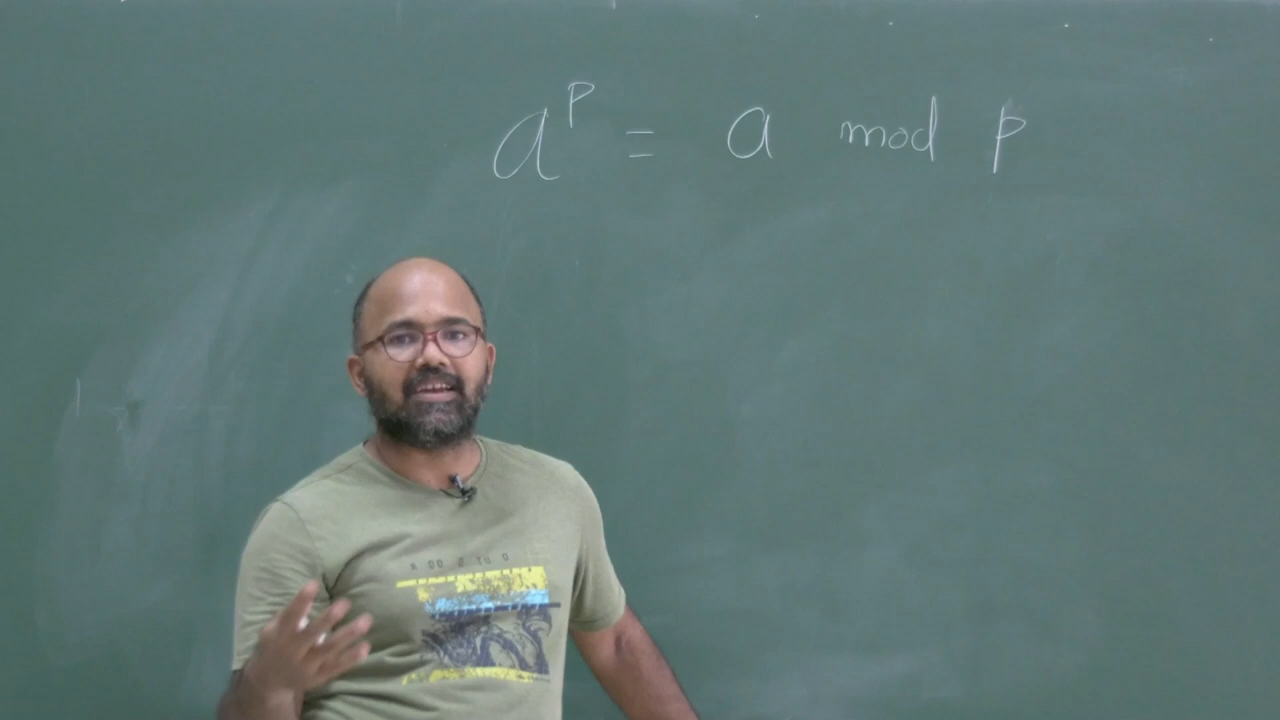 a^p = a mod p